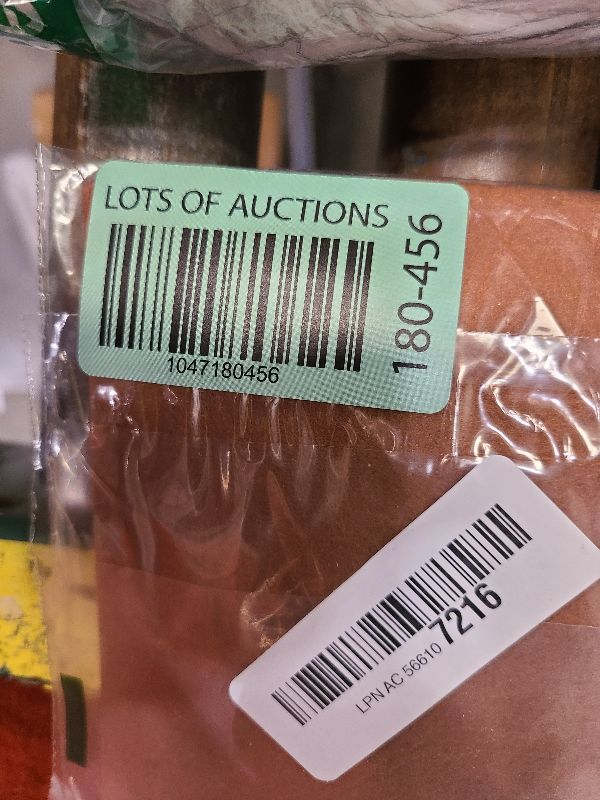 LOTS OF AUCTIONS
180-456
1047180456
LPN AC 56610 7216